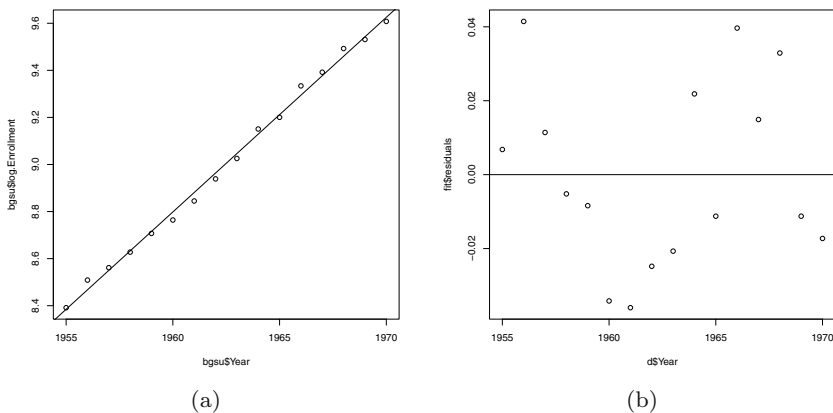 bgsu$log.Enrollment
9.6
9.4
9.2
9.0
8.8
8.6
8.4
1955 1960 1965 1970
bgsu$Year
(a)
fit$residuals
0.04
0.02
0.00
−0.02
1955 1960 1965 1970
d$Year
(b)